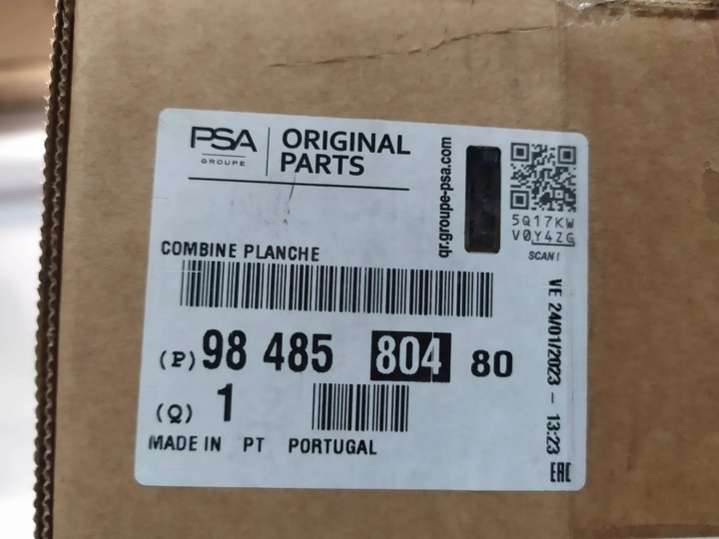 PSA
GROUPE
ORIGINAL
PARTS
qr.groupe-psa.com
5Q17KW
V0Y4ZG
SCAN!
COMBINE PLANCHE
(P) 98 485 804 80
(Q) 1
MADE IN PT PORTUGAL
VE 24/01/2023 - 13:23
EAC